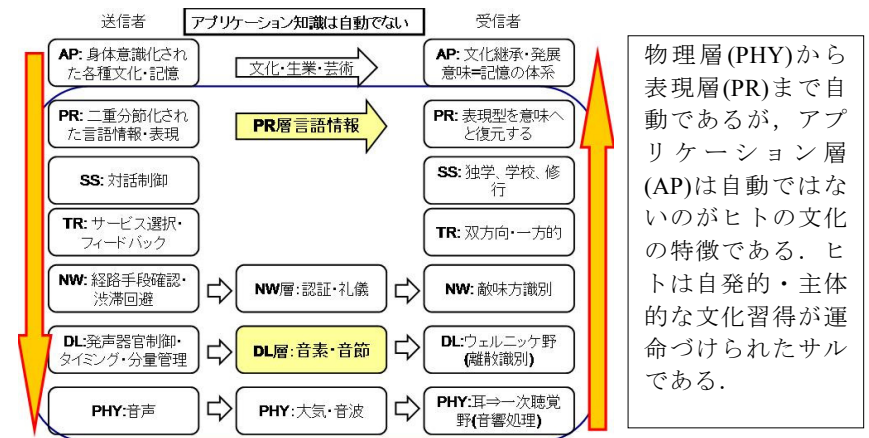 送信者
アプリケーション知識は自動でない
受信者
AP: 身体意識化され
た各種文化・記憶
文化・生業・芸術
AP: 文化継承・発展
意味=記憶の体系
PR: 二重分節化され
た言語情報・表現
PR層言語情報
PR: 表現型を意味へ
と復元する
SS: 対話制御
SS: 独学、学校、修
行
TR: サービス選択・
フィードバック
TR: 双方向・一方的
NW: 経路手段確認・
渋滞回避
NW層:認証・礼儀
NW: 敵味方識別
DL:発声器官制御・
タイミング・分量管理
DL層:音素・音節
DL:ウェルニッケ野
(離散識別)
PHY:音声
PHY:大気・音波
PHY:耳⇒一次聴覚
野(音響処理)
物理層(PHY)から
表現層(PR)まで自
動であるが，アプ
リケーション層
(AP)は自動ではな
いのがヒトの文化
の特徴である．ヒ
トは自発的・主体
的な文化習得が運
命づけられたサル
である．